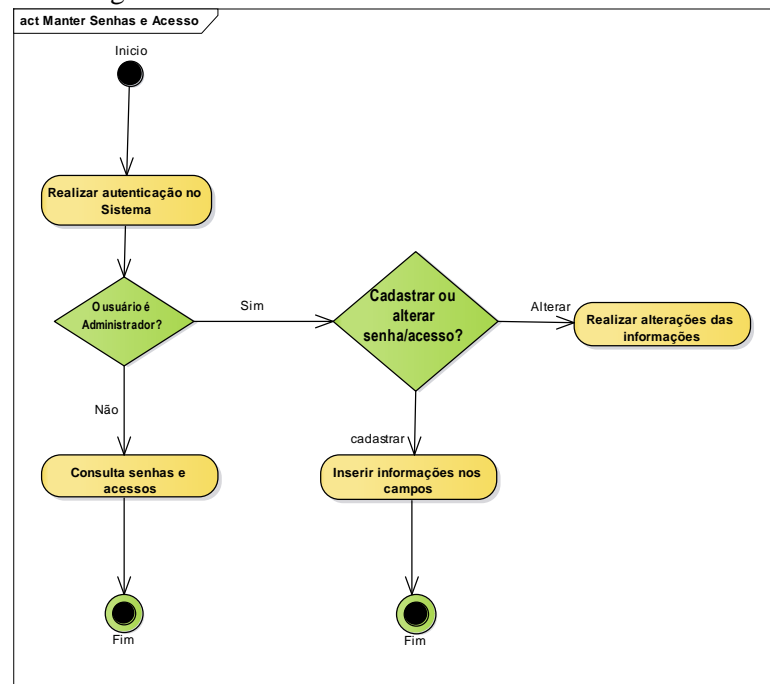 act Manter Senhas e Acesso
Inicio
Realizar autenticação no
Sistema
O usuário é
Administrador?
Sim
Cadastrar ou
alterar
senha/acesso?
Alterar
Realizar alterações das
informações
Não
cadastrar
Consulta senhas e
acessos
Inserir informações nos
campos
Fim
Fim